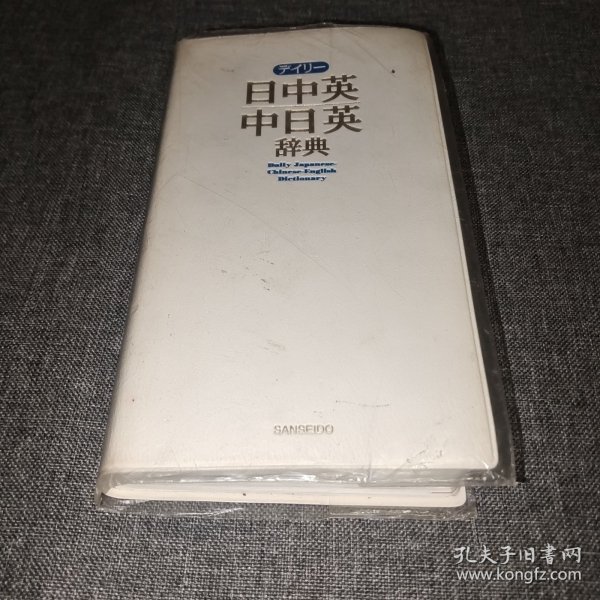 デイリー
日中英
中日英
辞典
Daily Japanese-
Chinese-English
Dictionary
SANSEIDO
孔夫子旧书网
www.kongfz.com